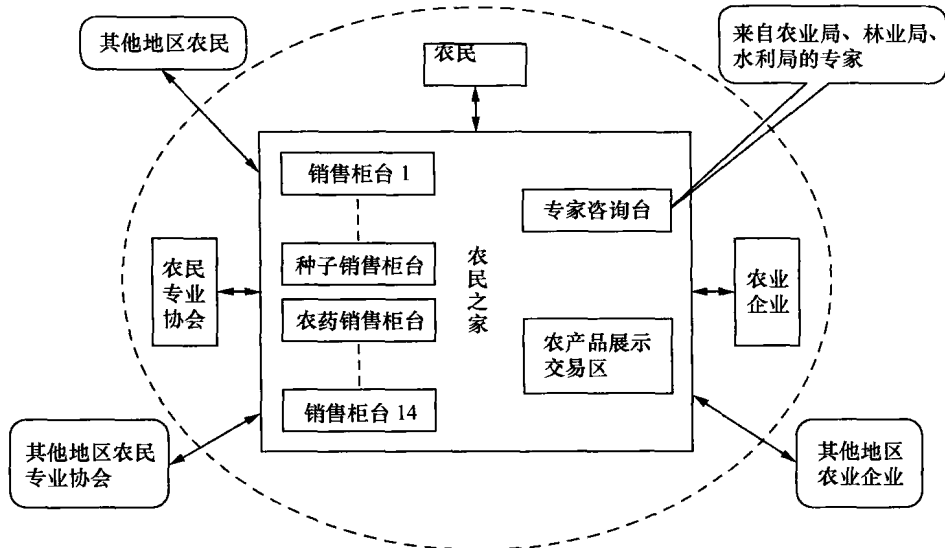 其他地区农民
农民
来自农业局、林业局、
水利局的专家
销售柜台 1
专家咨询台
种子销售柜台
农药销售柜台
销售柜台 14
农民之家
农产品展示
交易区
农民
专业
协会
农业
企业
其他地区农民
专业协会
其他地区
农业企业